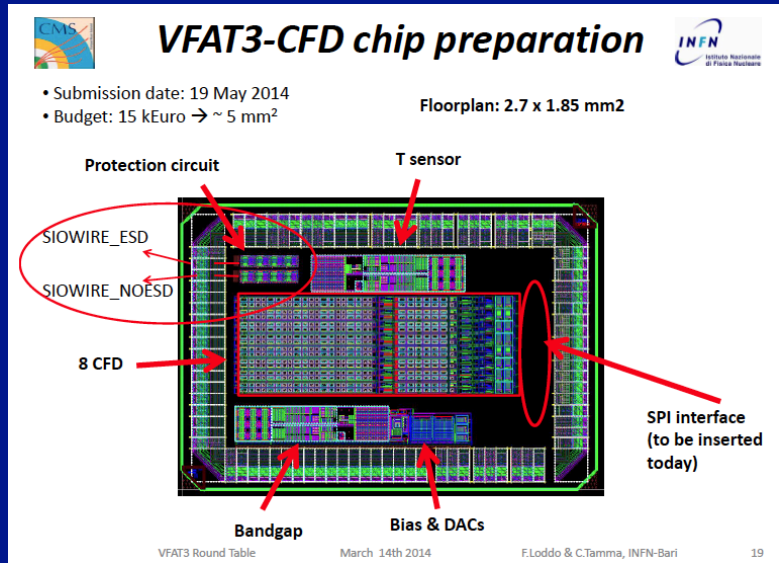 CMS
VFAT3-CFD chip preparation
INFN
Istituto Nazionale
di Fisica Nucleare
• Submission date: 19 May 2014
• Budget: 15 kEuro → ~ 5 mm²
Floorplan: 2.7 x 1.85 mm2
Protection circuit
T sensor
SIOWIRE_ESD
SIOWIRE_NOESD
8 CFD
SPI interface
(to be inserted
today)
Bandgap
Bias & DACs
VFAT3 Round Table
March 14th 2014
F.Loddo & C.Tamma, INFN-Bari
19